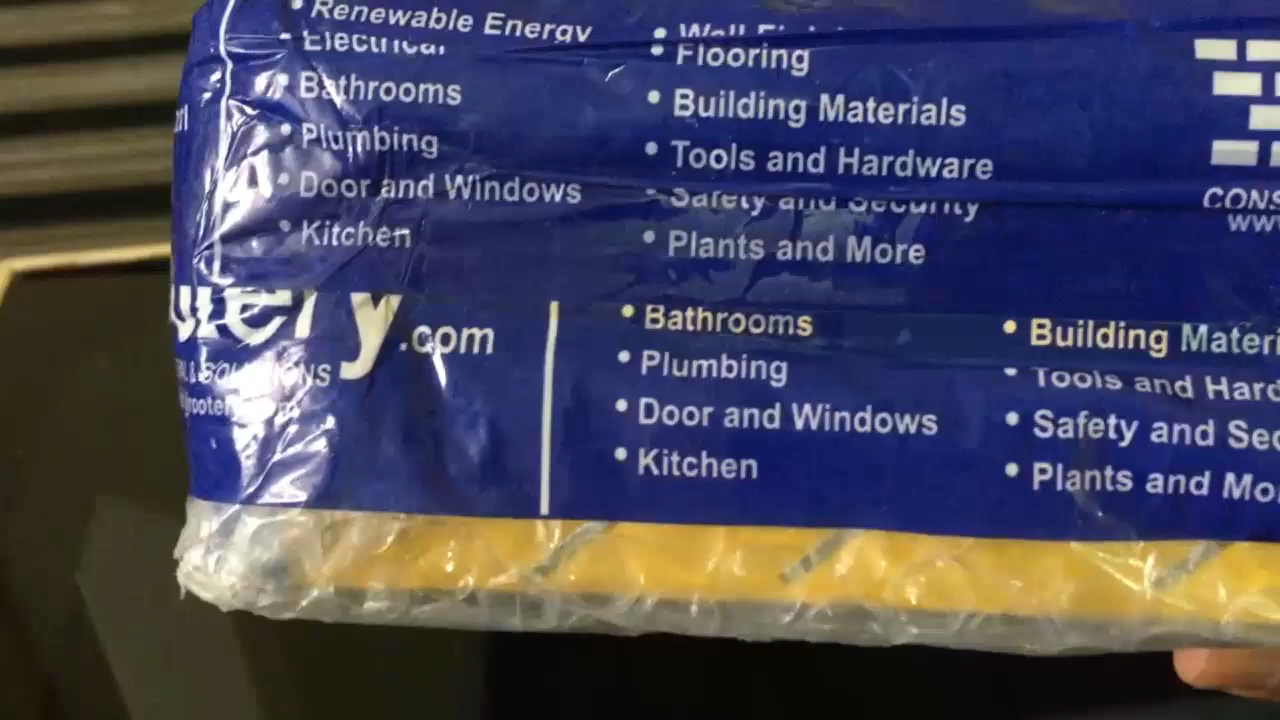 • Renewable Energy
• Electrical
• Bathrooms
• Plumbing
• Door and Windows
• Kitchen
• Flooring
• Building Materials
• Tools and Hardware
• Safety and Security
• Plants and More
CONS
WW
.com
• Bathrooms
• Plumbing
• Door and Windows
• Kitchen
• Building Materi
• Tools and Hard
• Safety and Sec
• Plants and Mo